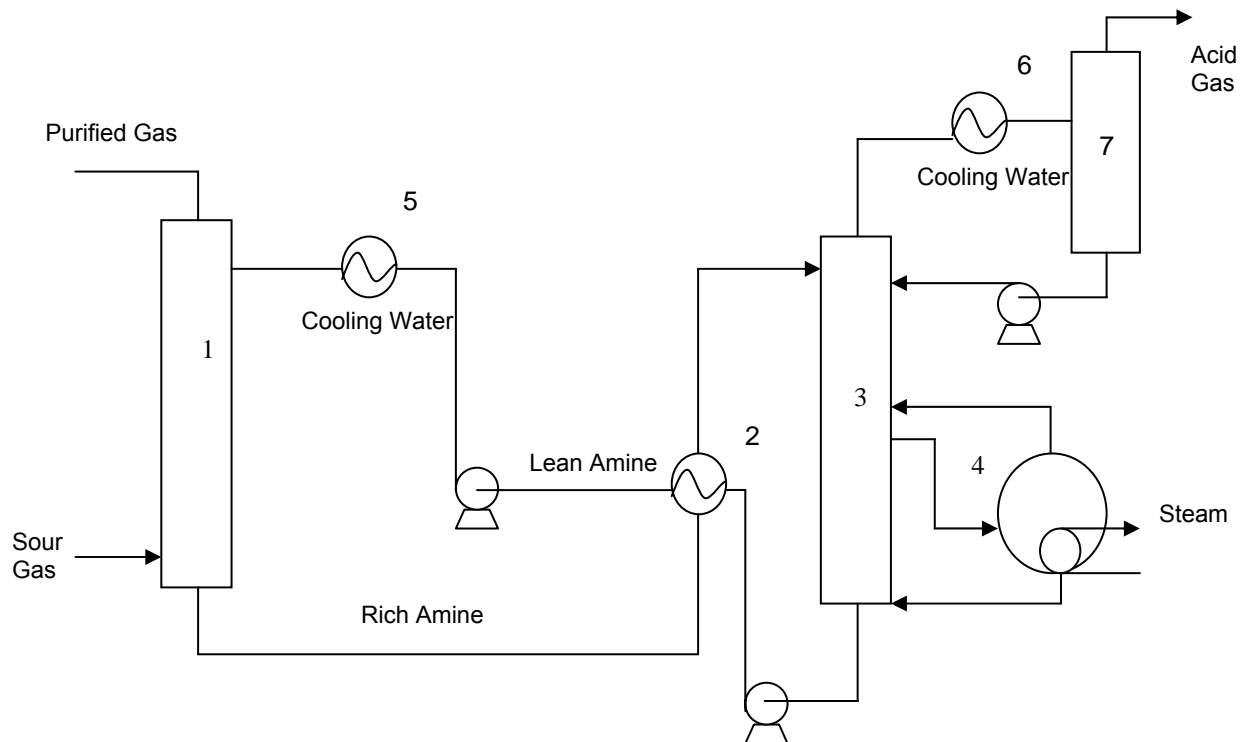 Acid
Gas
6
Purified Gas
7
Cooling Water
5
Cooling Water
1
3
2
Lean Amine
4
Steam
Sour
Gas
Rich Amine